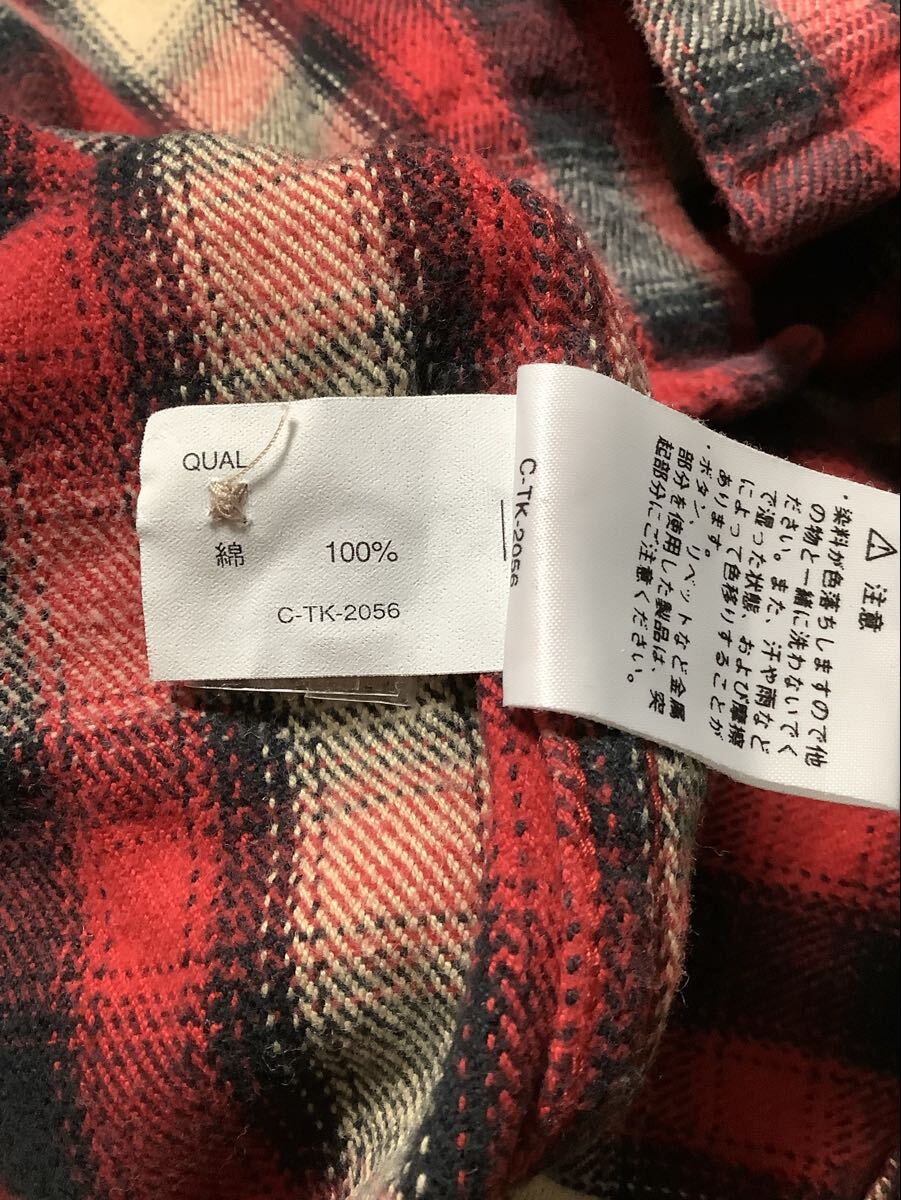 QUAL
綿 100%
C-TK-2056
C-TK-2056
⚠ 注意
・染料が色落ちしますので他
の物と一緒に洗わないでく
ださい。また、汗や雨など
で湿った状態、および摩擦
によって色移りすることが
あります。
・ボタン、リベットなど金属
部分を使用した製品は、突
起部分にご注意ください。